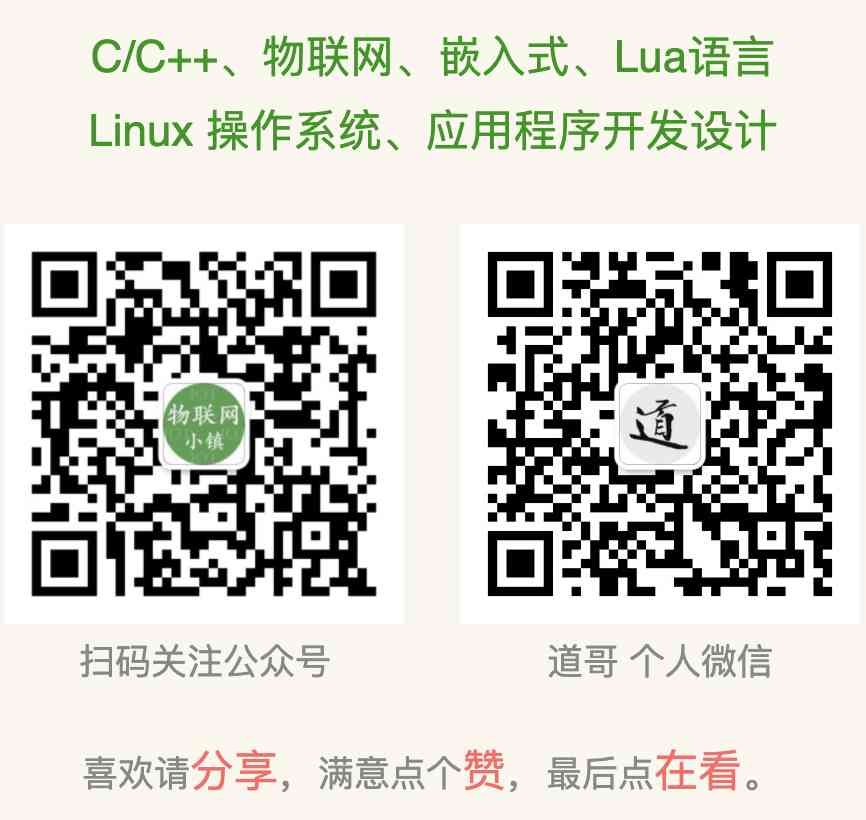 C/C++、物联网、嵌入式、Lua语言
Linux 操作系统、应用程序开发设计
物联网
小镇
道
扫码关注公众号
道哥 个人微信
喜欢请分享，满意点个赞，最后点在看。